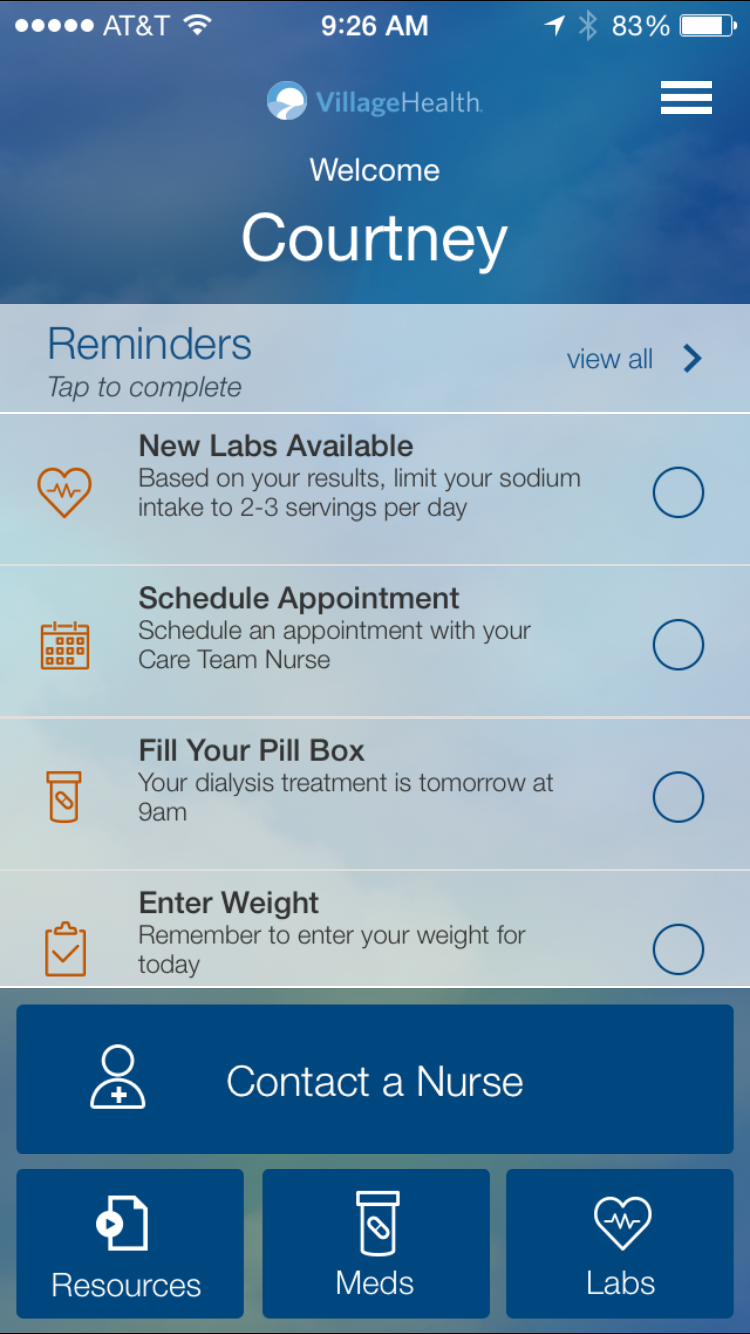 AT&T 9:26 AM 83%
VillageHealth.
Welcome
Courtney
Reminders
Tap to complete
view all
New Labs Available
Based on your results, limit your sodium
intake to 2-3 servings per day
Schedule Appointment
Schedule an appointment with your
Care Team Nurse
Fill Your Pill Box
Your dialysis treatment is tomorrow at
9am
Enter Weight
Remember to enter your weight for
today
Contact a Nurse
Resources
Meds
Labs